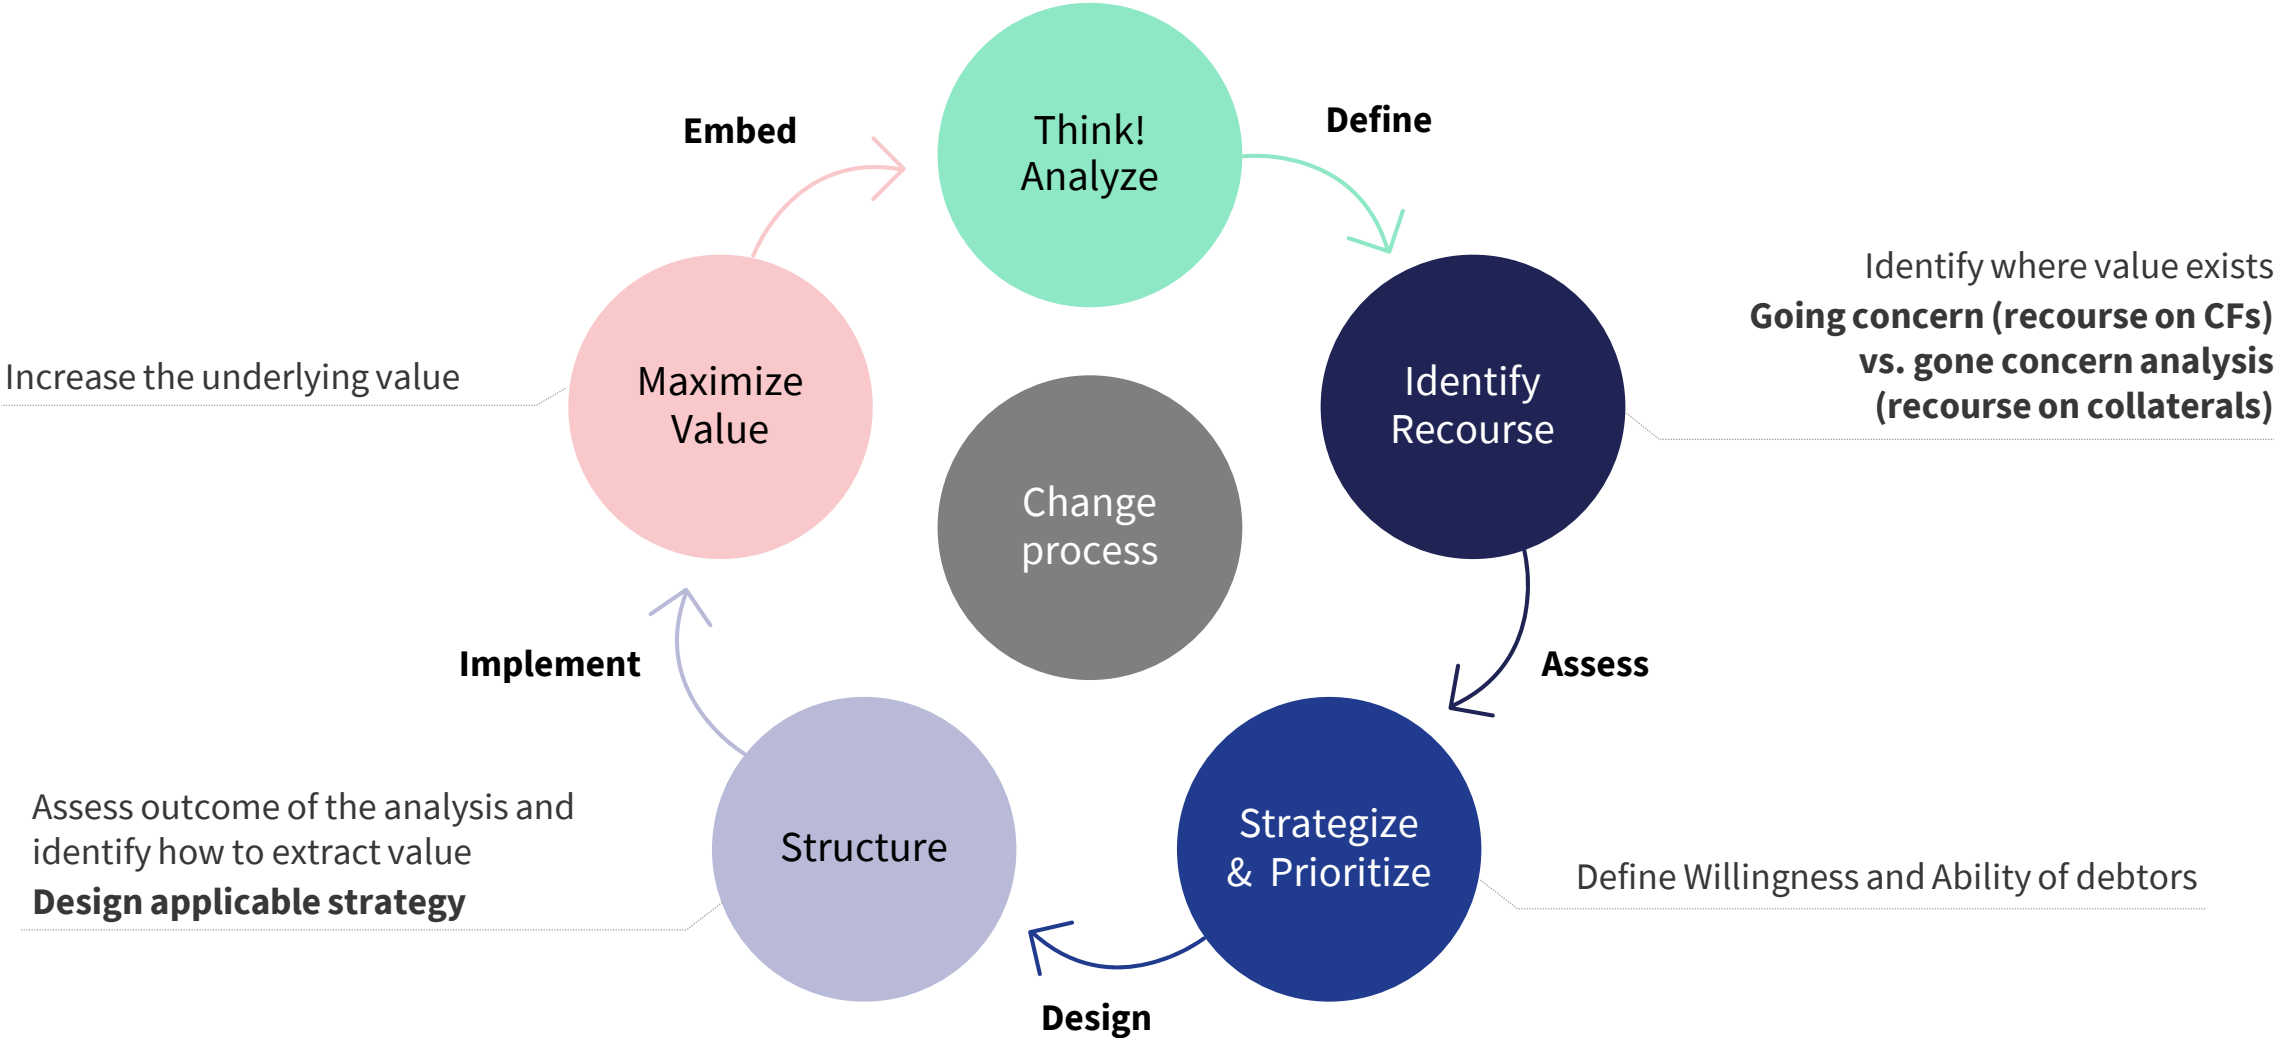 Think!
Analyze
Define
Identify
Recourse
Identify where value exists
Going concern (recourse on CFs)
vs. gone concern analysis
(recourse on collaterals)
Assess
Strategize
& Prioritize
Define Willingness and Ability of debtors
Design
Structure
Assess outcome of the analysis and
identify how to extract value
Design applicable strategy
Implement
Maximize
Value
Increase the underlying value
Embed
Change
process